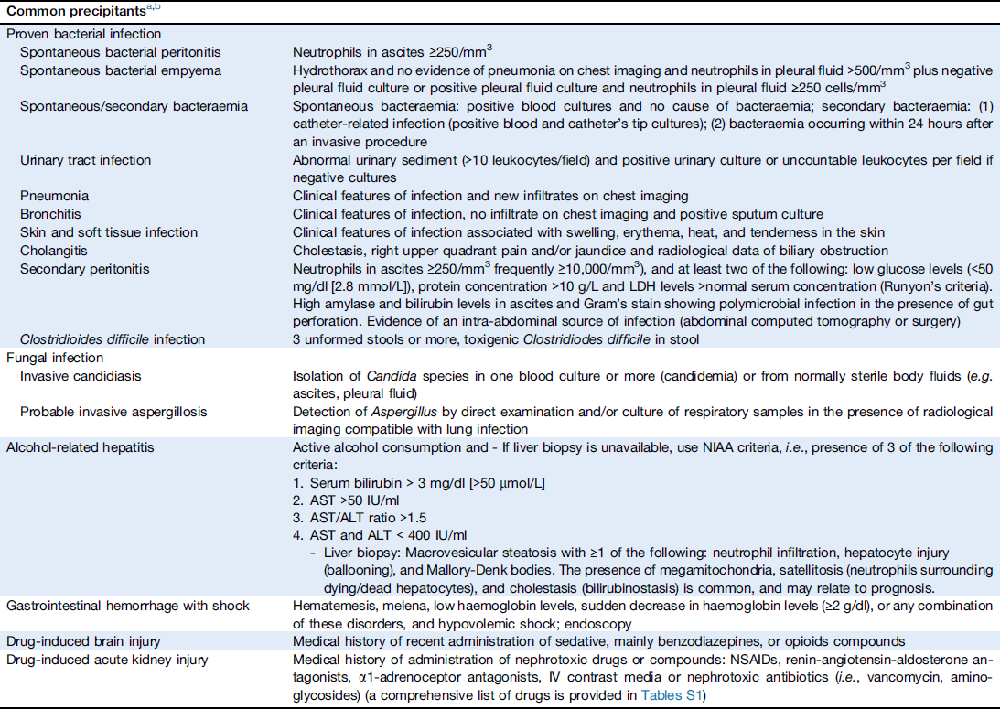 Common precipitantsa,b
Proven bacterial infection
Spontaneous bacterial peritonitis Neutrophils in ascites ≥250/mm3
Spontaneous bacterial empyema Hydrothorax and no evidence of pneumonia on chest imaging and neutrophils in pleural fluid >500/mm3 plus negative
pleural fluid culture or positive pleural fluid culture and neutrophils in pleural fluid ≥250 cells/mm3
Spontaneous/secondary bacteraemia Spontaneous bacteraemia: positive blood cultures and no cause of bacteraemia; secondary bacteraemia: (1)
catheter-related infection (positive blood and catheter's tip cultures); (2) bacteraemia occurring within 24 hours after
an invasive procedure
Urinary tract infection Abnormal urinary sediment (>10 leukocytes/field) and positive urinary culture or uncountable leukocytes per field if
negative cultures
Pneumonia Clinical features of infection and new infiltrates on chest imaging
Bronchitis Clinical features of infection, no infiltrate on chest imaging and positive sputum culture
Skin and soft tissue infection Clinical features of infection associated with swelling, erythema, heat, and tenderness in the skin
Cholangitis Cholestasis, right upper quadrant pain and/or jaundice and radiological data of biliary obstruction
Secondary peritonitis Neutrophils in ascites ≥250/mm3 frequently ≥10,000/mm3), and at least two of the following: low glucose levels (<50
mg/dl [2.8 mmol/L]), protein concentration >10 g/L and LDH levels >normal serum concentration (Runyon's criteria).
High amylase and bilirubin levels in ascites and Gram's stain showing polymicrobial infection in the presence of gut
perforation. Evidence of an intra-abdominal source of infection (abdominal computed tomography or surgery)
Clostridioides difficile infection 3 unformed stools or more, toxigenic Clostridiodes difficile in stool
Fungal infection
Invasive candidiasis Isolation of Candida species in one blood culture or more (candidemia) or from normally sterile body fluids (e.g.
ascites, pleural fluid)
Probable invasive aspergillosis Detection of Aspergillus by direct examination and/or culture of respiratory samples in the presence of radiological
imaging compatible with lung infection
Alcohol-related hepatitis Active alcohol consumption and - If liver biopsy is unavailable, use NIAA criteria, i.e., presence of 3 of the following
criteria:
1. Serum bilirubin > 3 mg/dl [>50 μmol/L]
2. AST >50 IU/ml
3. AST/ALT ratio >1.5
4. AST and ALT < 400 IU/ml
- Liver biopsy: Macrovesicular steatosis with ≥1 of the following: neutrophil infiltration, hepatocyte injury
(ballooning), and Mallory-Denk bodies. The presence of megamitochondria, satellitosis (neutrophils surrounding
dying/dead hepatocytes), and cholestasis (bilirubinostasis) is common, and may relate to prognosis.
Gastrointestinal hemorrhage with shock Hematemesis, melena, low haemoglobin levels, sudden decrease in haemoglobin levels (≥2 g/dl), or any combination
of these disorders, and hypovolemic shock; endoscopy
Drug-induced brain injury Medical history of recent administration of sedative, mainly benzodiazepines, or opioids compounds
Drug-induced acute kidney injury Medical history of administration of nephrotoxic drugs or compounds: NSAIDs, renin-angiotensin-aldosterone an-
tagonists, α1-adrenoceptor antagonists, IV contrast media or nephrotoxic antibiotics (i.e., vancomycin, amino-
glycosides) (a comprehensive list of drugs is provided in Tables S1)